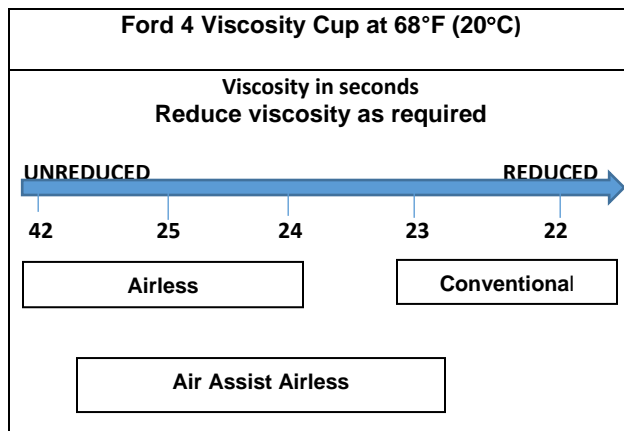 Ford 4 Viscosity Cup at 68°F (20°C)
Viscosity in seconds
Reduce viscosity as required
UNREDUCED REDUCED
42 25 24 23 22
Airless Conventional
Air Assist Airless